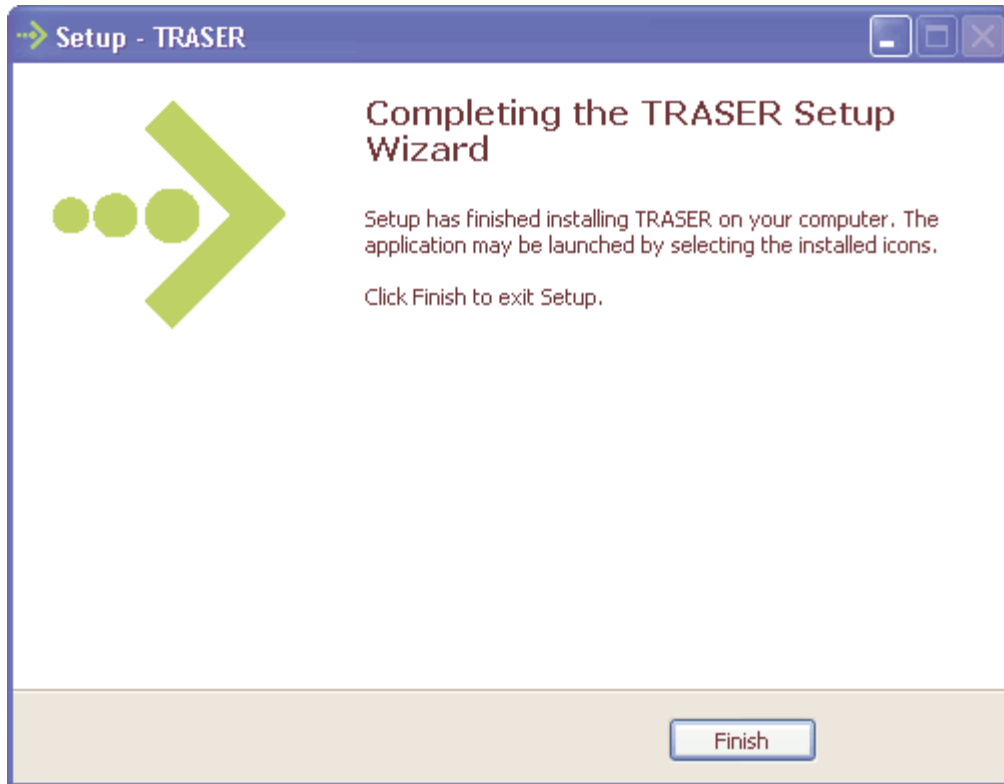 Setup - TRASER
Completing the TRASER Setup
Wizard
Setup has finished installing TRASER on your computer. The
application may be launched by selecting the installed icons.
Click Finish to exit Setup.
Finish